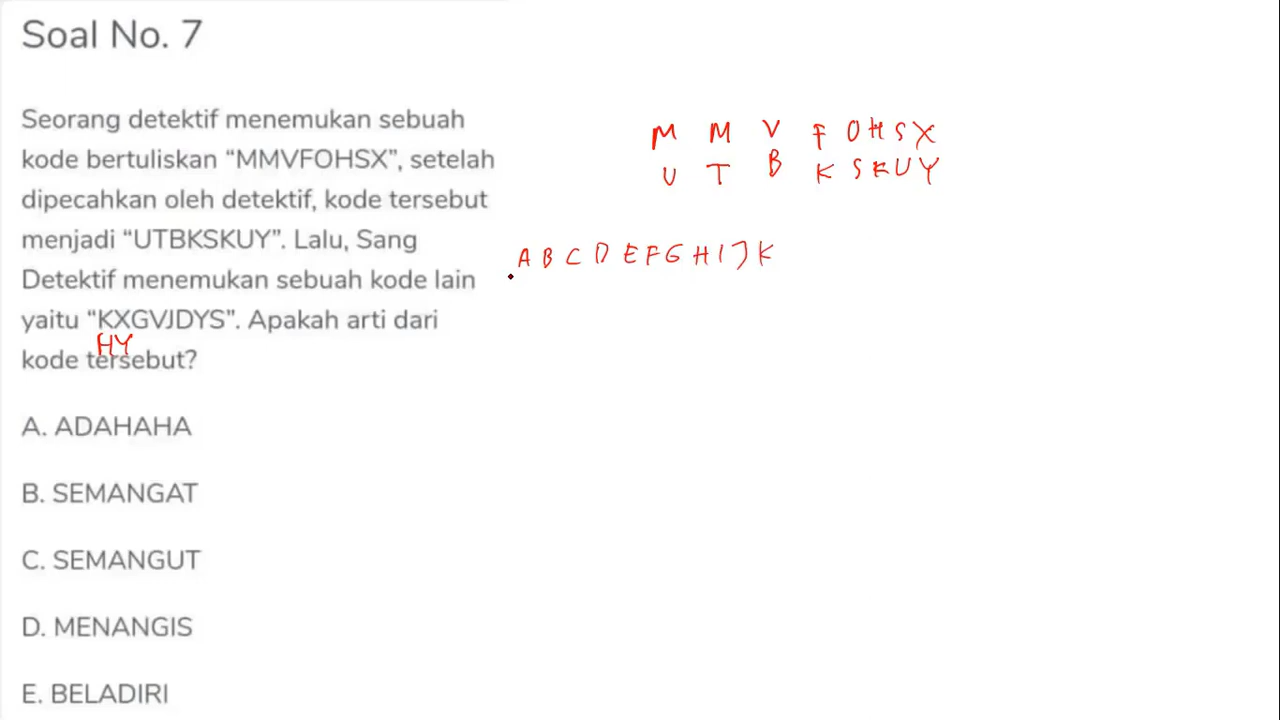 Soal No. 7
Seorang detektif menemukan sebuah
kode bertuliskan “MMVFOHSX”, setelah
dipecahkan oleh detektif, kode tersebut
menjadi “UTBKSKUY”. Lalu, Sang
Detektif menemukan sebuah kode lain
yaitu “KXGVJDYS”. Apakah arti dari
HY
kode tersebut?
A. ADAHAHA
B. SEMANGAT
C. SEMANGUT
D. MENANGIS
E. BELADIRI
M M V F O H S X
U T B K S K U Y
A B C D E F G H I J K